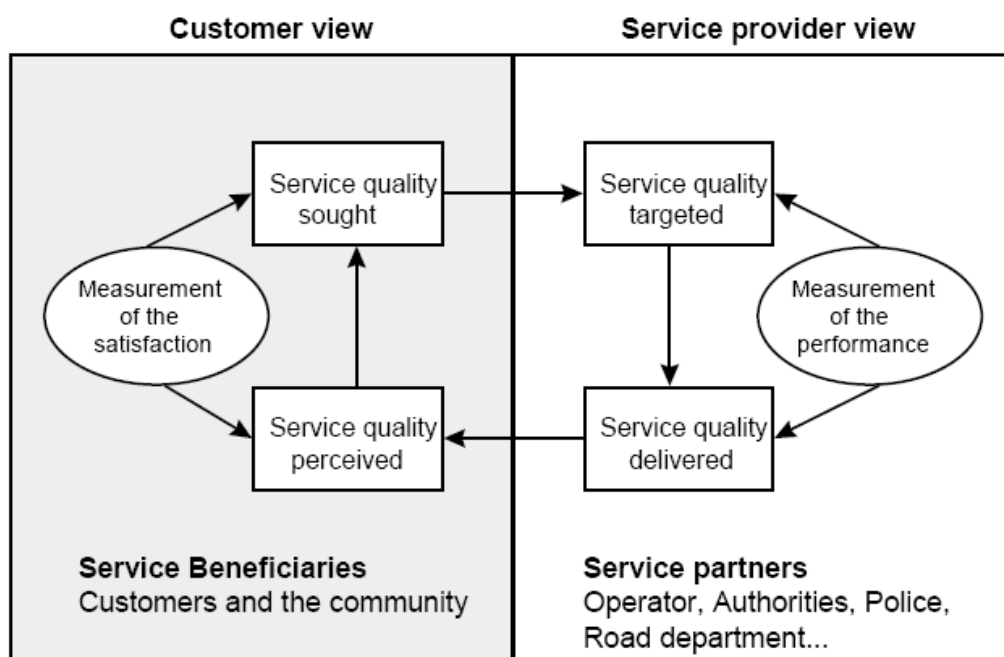 Customer view
Service provider view
Service quality
sought
Service quality
targeted
Measurement
of the
satisfaction
Measurement
of the
performance
Service quality
perceived
Service quality
delivered
Service Beneficiaries
Customers and the community
Service partners
Operator, Authorities, Police,
Road department...